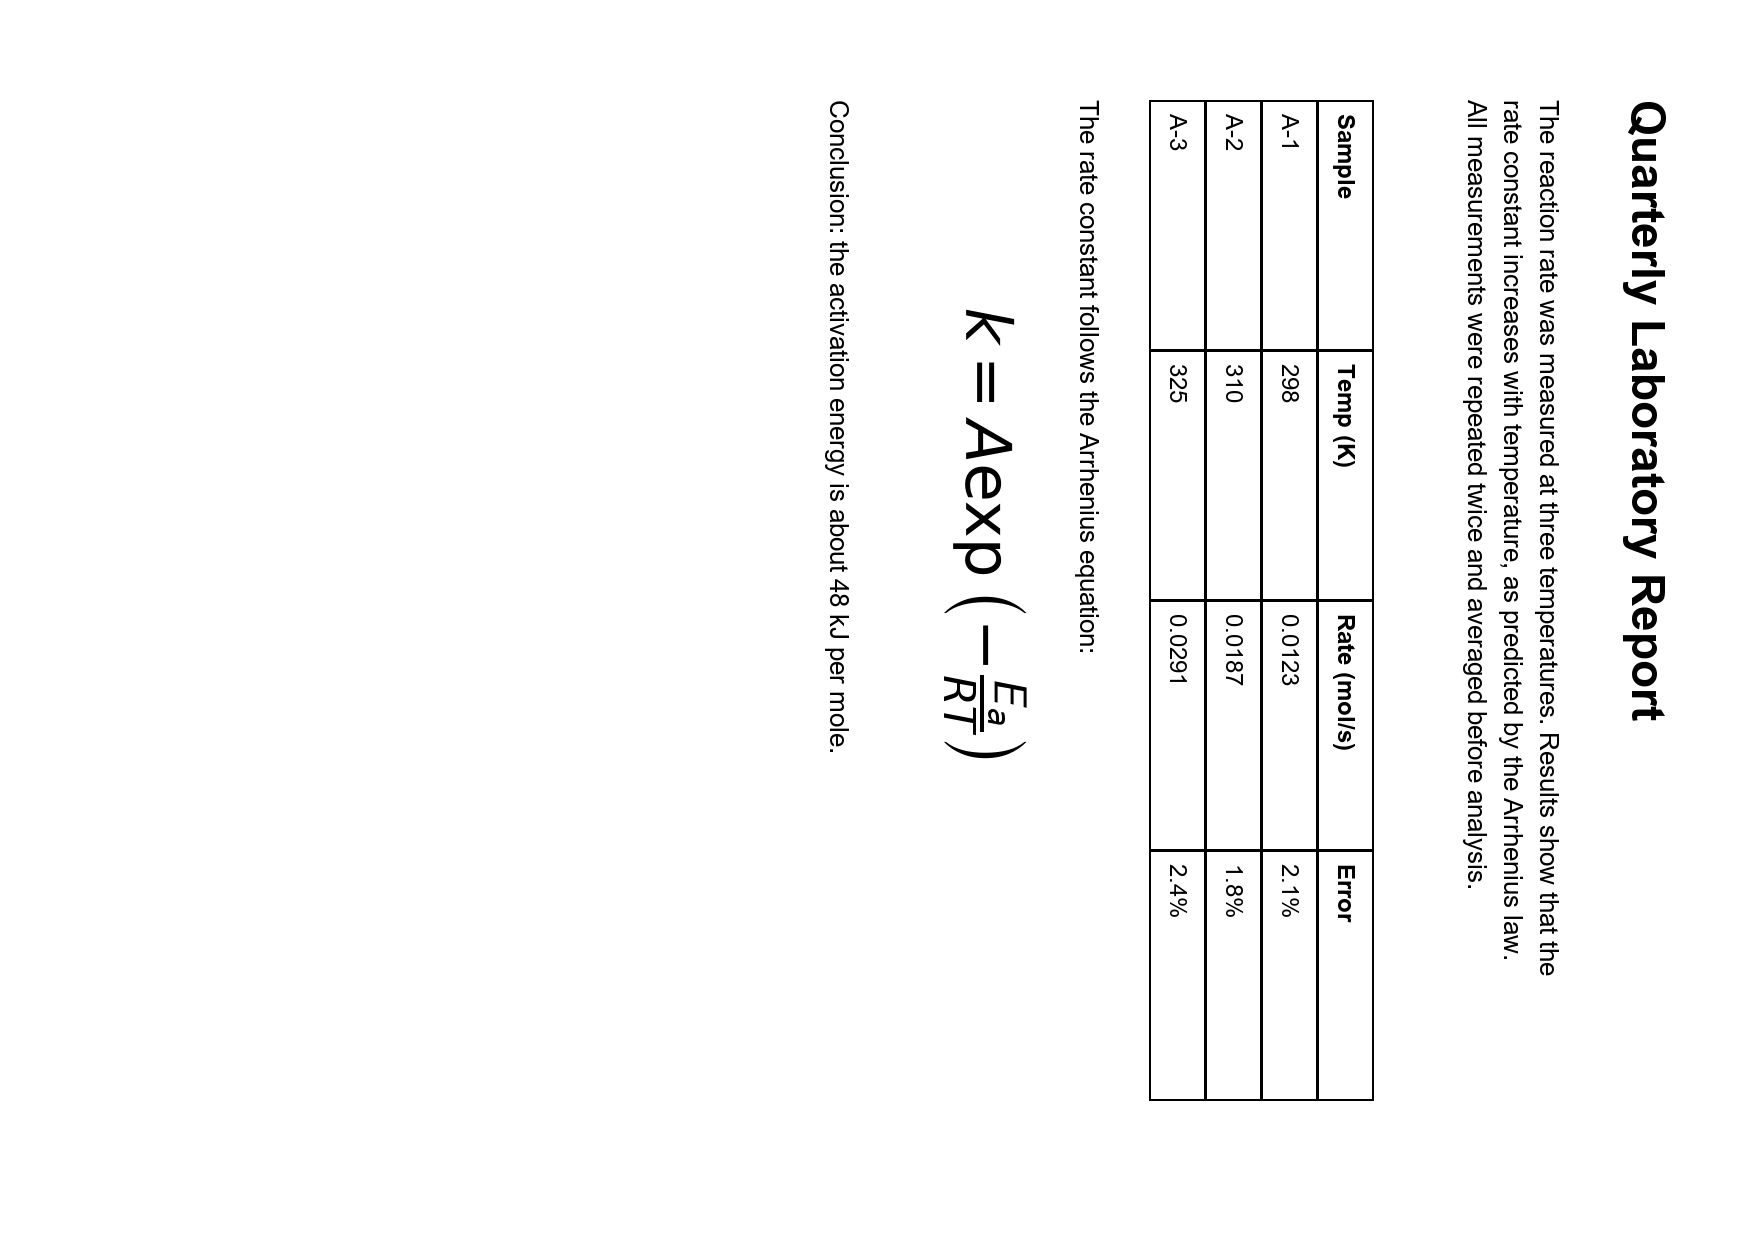 Quarterly Laboratory Report
The reaction rate was measured at three temperatures. Results show that the
rate constant increases with temperature, as predicted by the Arrhenius law.
All measurements were repeated twice and averaged before analysis.
Sample Temp (K) Rate (mol/s) Error
A-1 298 0.0123 2.1%
A-2 310 0.0187 1.8%
A-3 325 0.0291 2.4%
The rate constant follows the Arrhenius equation:
k = A exp (−E_a/RT)
Conclusion: the activation energy is about 48 kJ per mole.